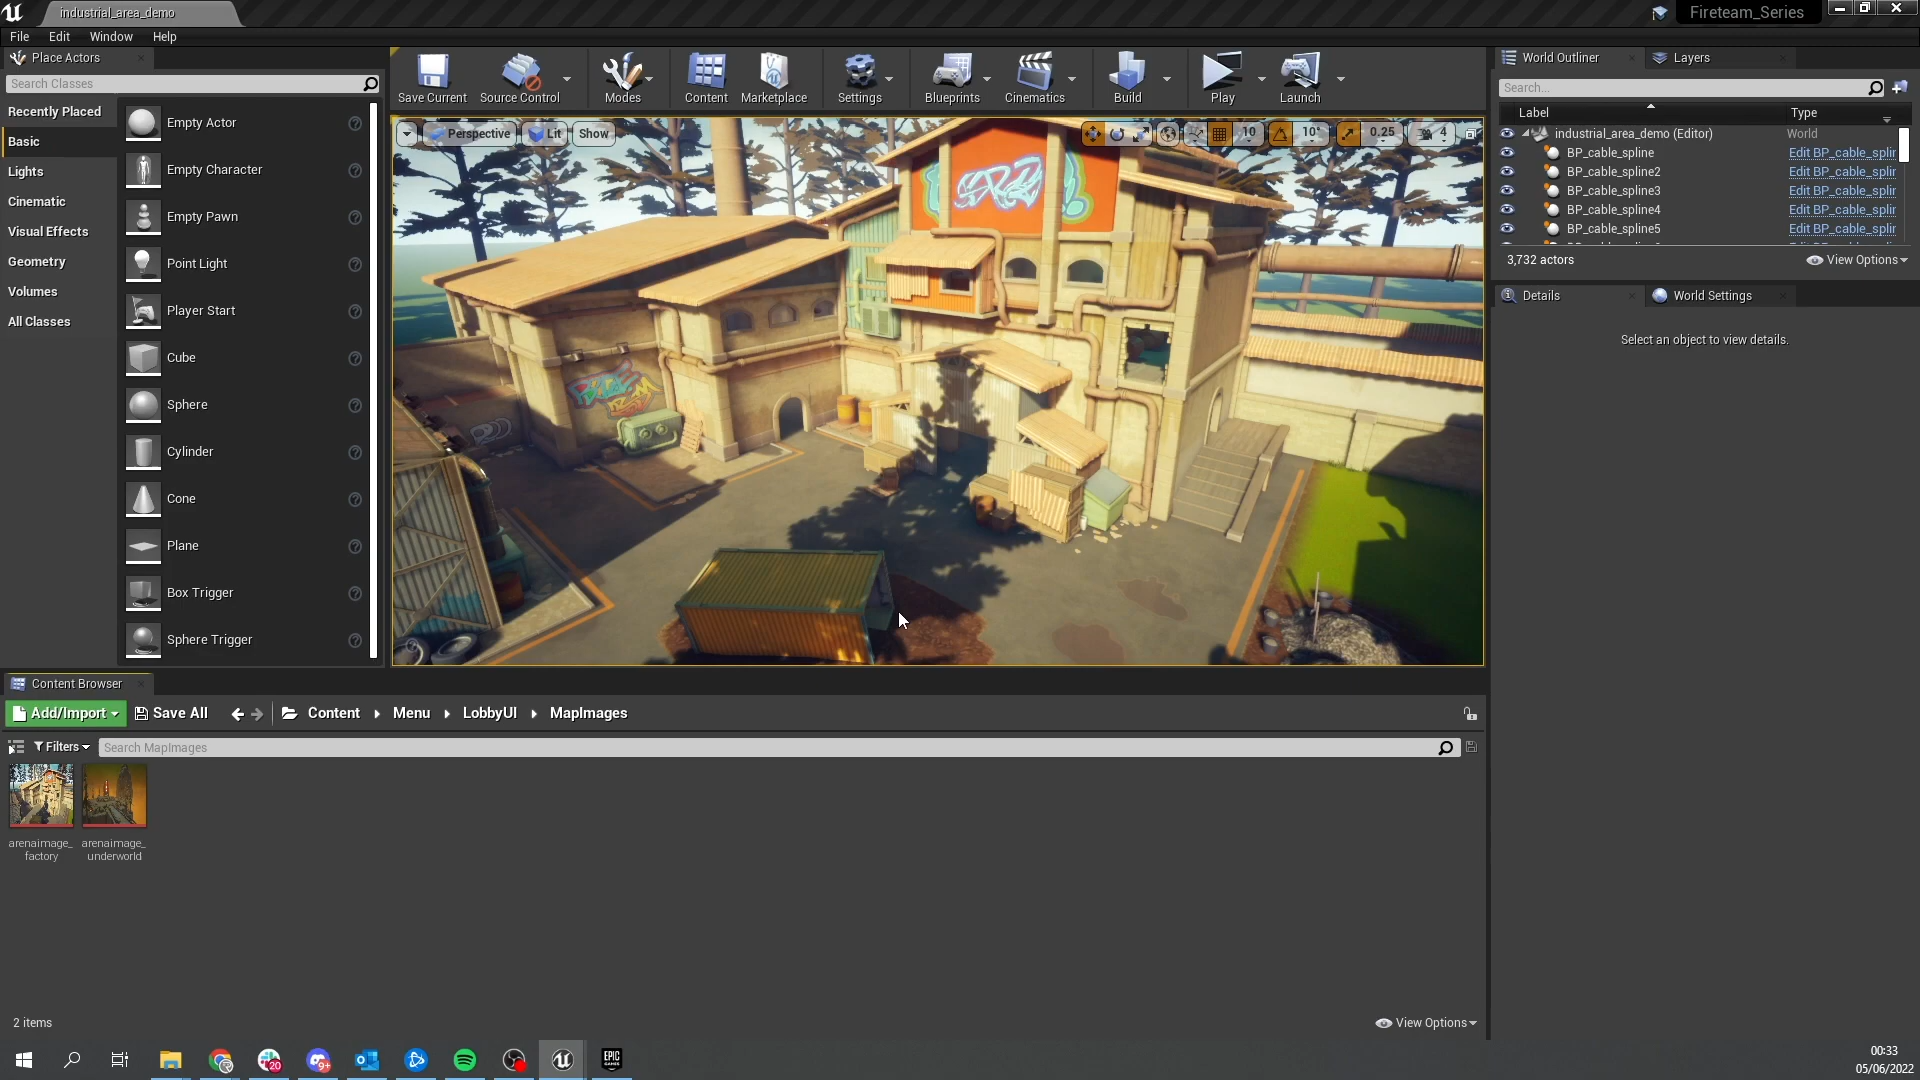 industrial_area_demo
Fireteam_Series
File Edit Window Help
Place Actors
Search Classes
Recently Placed
Basic
Lights
Cinematic
Visual Effects
Geometry
Volumes
All Classes
Empty Actor
Empty Character
Empty Pawn
Point Light
Player Start
Cube
Sphere
Cylinder
Cone
Plane
Box Trigger
Sphere Trigger
Save Current
Source Control
Modes
Content
Marketplace
Settings
Blueprints
Cinematics
Build
Play
Launch
Perspective
Lit
Show
10
10°
0.25
4
World Outliner
Layers
Search...
Label
Type
industrial_area_demo (Editor) World
BP_cable_spline Edit BP_cable_splir
BP_cable_spline2 Edit BP_cable_splir
BP_cable_spline3 Edit BP_cable_splir
BP_cable_spline4 Edit BP_cable_splir
BP_cable_spline5 Edit BP_cable_splir
3,732 actors
View Options
Details
World Settings
Select an object to view details.
Content Browser
Add/Import
Save All
Content
Menu
LobbyUI
MapImages
Filters
Search MapImages
arenaimage_
factory
arenaimage_
underworld
2 items
View Options
20
9+
EPIC
GAMES
00:33
05/06/2022